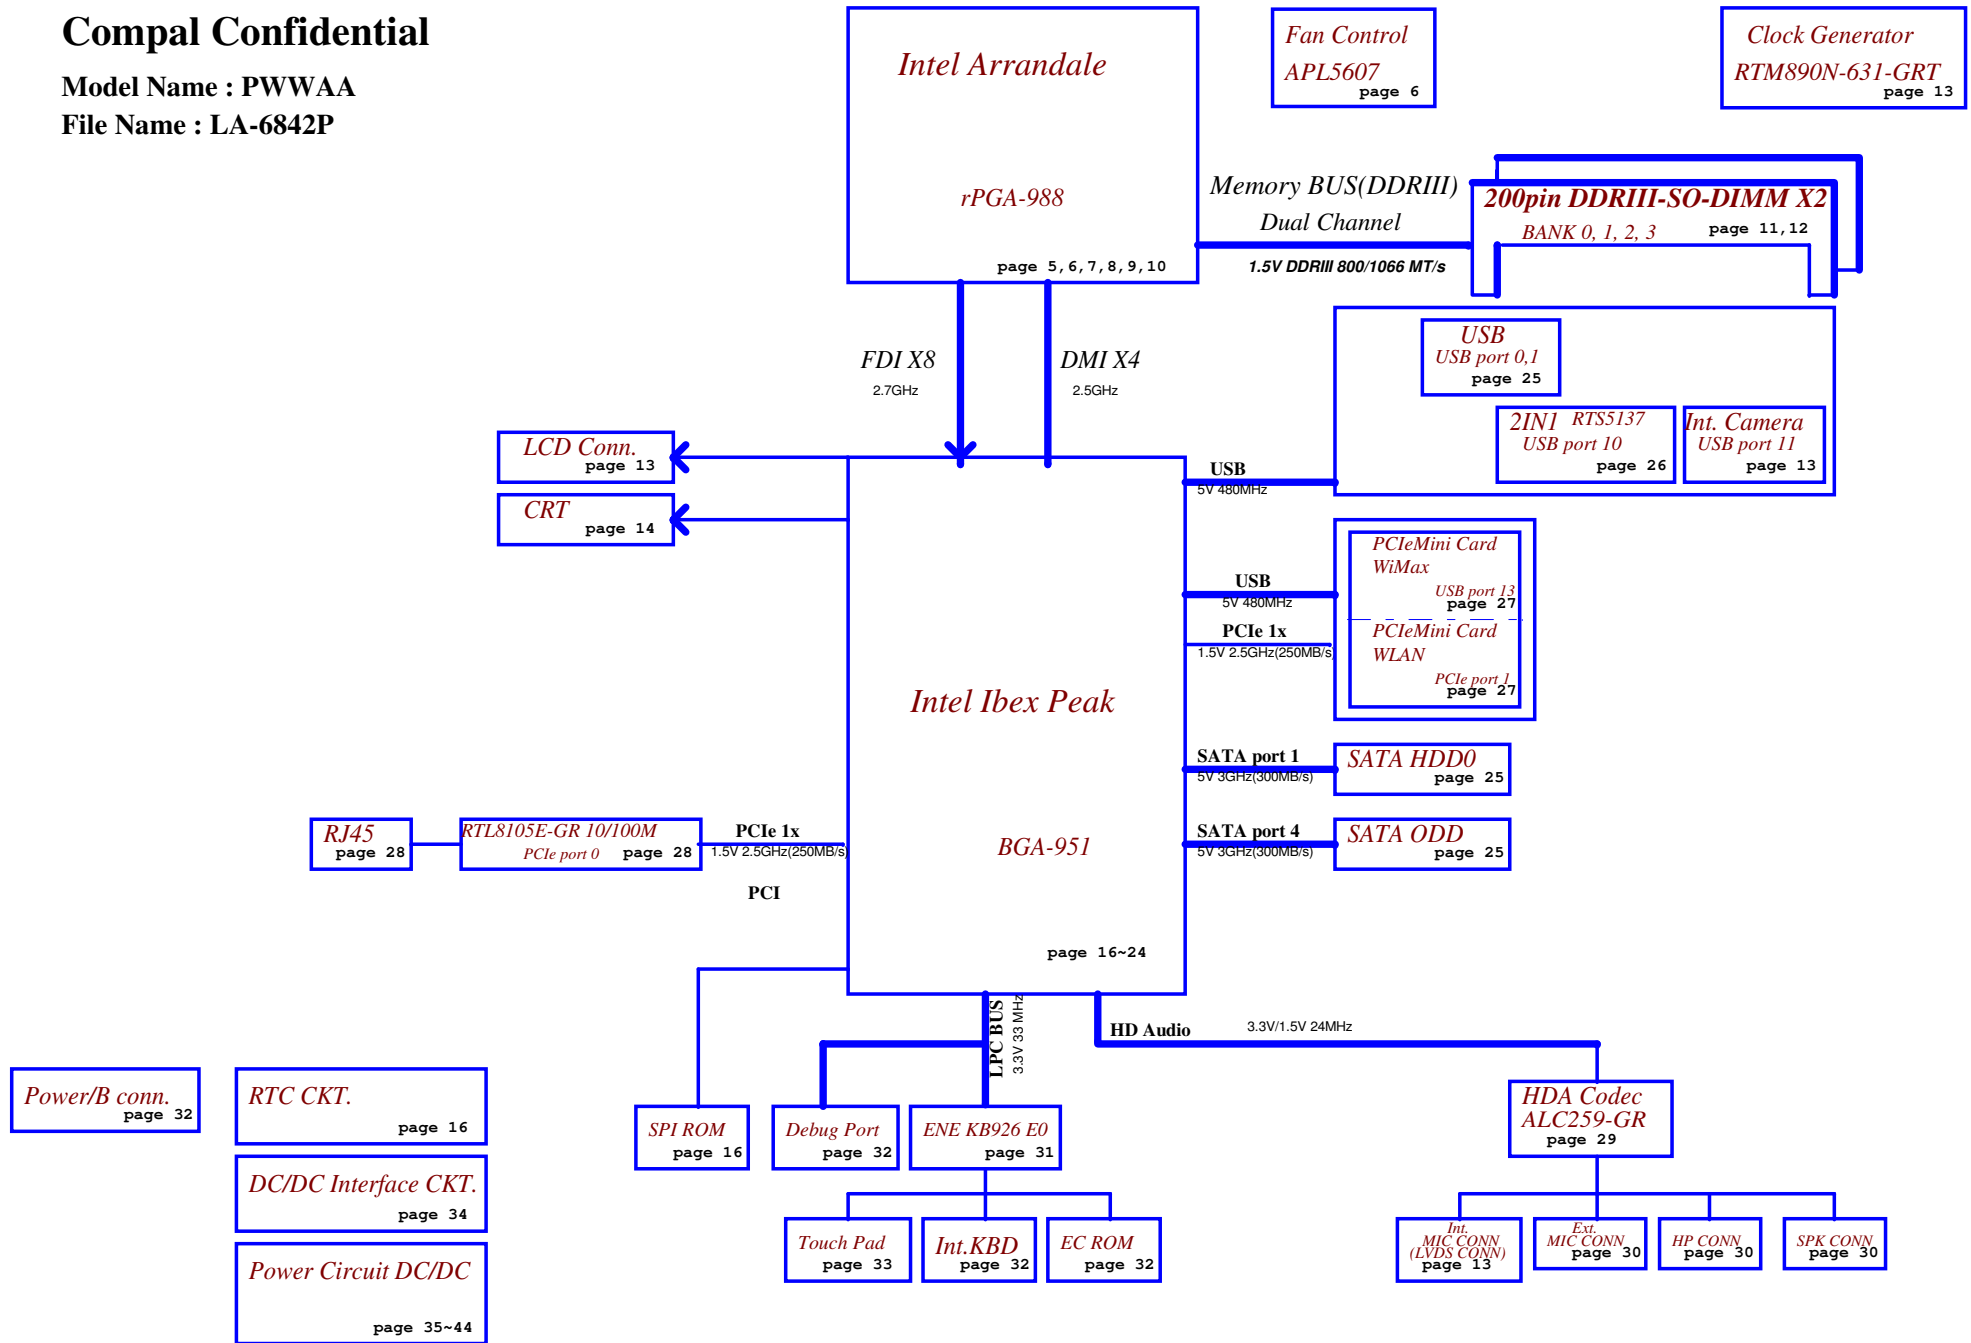 Compal Confidential
Model Name : PWWAA
File Name : LA-6842P
Intel Arrandale
rPGA-988
page 5,6,7,8,9,10
Fan Control
APL5607
page 6
Clock Generator
RTM890N-631-GRT
page 13
Memory BUS(DDRIII)
Dual Channel
1.5V DDRIII 800/1066 MT/s
200pin DDRIII-SO-DIMM X2
BANK 0, 1, 2, 3 page 11,12
FDI X8
2.7GHz
DMI X4
2.5GHz
USB
USB port 0,1
page 25
2IN1 RTS5137
USB port 10
page 26
Int. Camera
USB port 11
page 13
LCD Conn.
page 13
CRT
page 14
USB
5V 480MHz
USB
5V 480MHz
PCIe 1x
1.5V 2.5GHz(250MB/s)
PCIeMini Card
WiMax
USB port 13
page 27
PCIeMini Card
WLAN
PCIe port 1
page 27
Intel Ibex Peak
BGA-951
page 16~24
SATA port 1
5V 3GHz(300MB/s)
SATA HDD0
page 25
SATA port 4
5V 3GHz(300MB/s)
SATA ODD
page 25
RJ45
page 28
RTL8105E-GR 10/100M
PCIe port 0 page 28
PCIe 1x
1.5V 2.5GHz(250MB/s)
PCI
LPC BUS
3.3V 33 MHz
HD Audio
3.3V/1.5V 24MHz
Power/B conn.
page 32
RTC CKT.
page 16
DC/DC Interface CKT.
page 34
Power Circuit DC/DC
page 35~44
SPI ROM
page 16
Debug Port
page 32
ENE KB926 E0
page 31
HDA Codec
ALC259-GR
page 29
Touch Pad
page 33
Int.KBD
page 32
EC ROM
page 32
Int.
MIC CONN
(LVDS CONN)
page 13
Ext.
MIC CONN
page 30
HP CONN
page 30
SPK CONN
page 30